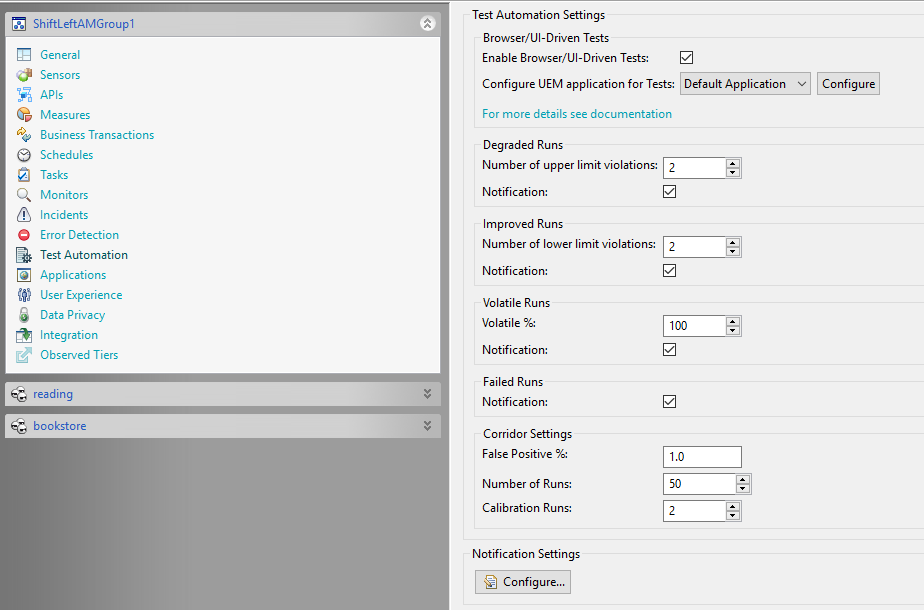 ShiftLeftAMGroup1
General
Sensors
APIs
Measures
Business Transactions
Schedules
Tasks
Monitors
Incidents
Error Detection
Test Automation
Applications
User Experience
Data Privacy
Integration
Observed Tiers
reading
bookstore
Test Automation Settings
Browser/UI-Driven Tests
Enable Browser/UI-Driven Tests:
Configure UEM application for Tests: Default Application Configure
For more details see documentation
Degraded Runs
Number of upper limit violations: 2
Notification:
Improved Runs
Number of lower limit violations: 2
Notification:
Volatile Runs
Volatile %: 100
Notification:
Failed Runs
Notification:
Corridor Settings
False Positive %: 1.0
Number of Runs: 50
Calibration Runs: 2
Notification Settings
Configure...